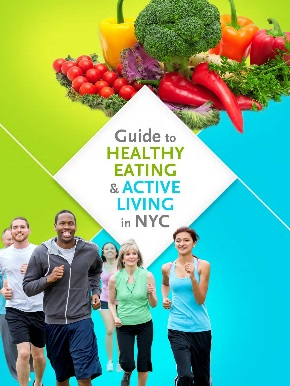 Guide to
HEALTHY
EATING
& ACTIVE
LIVING
in NYC